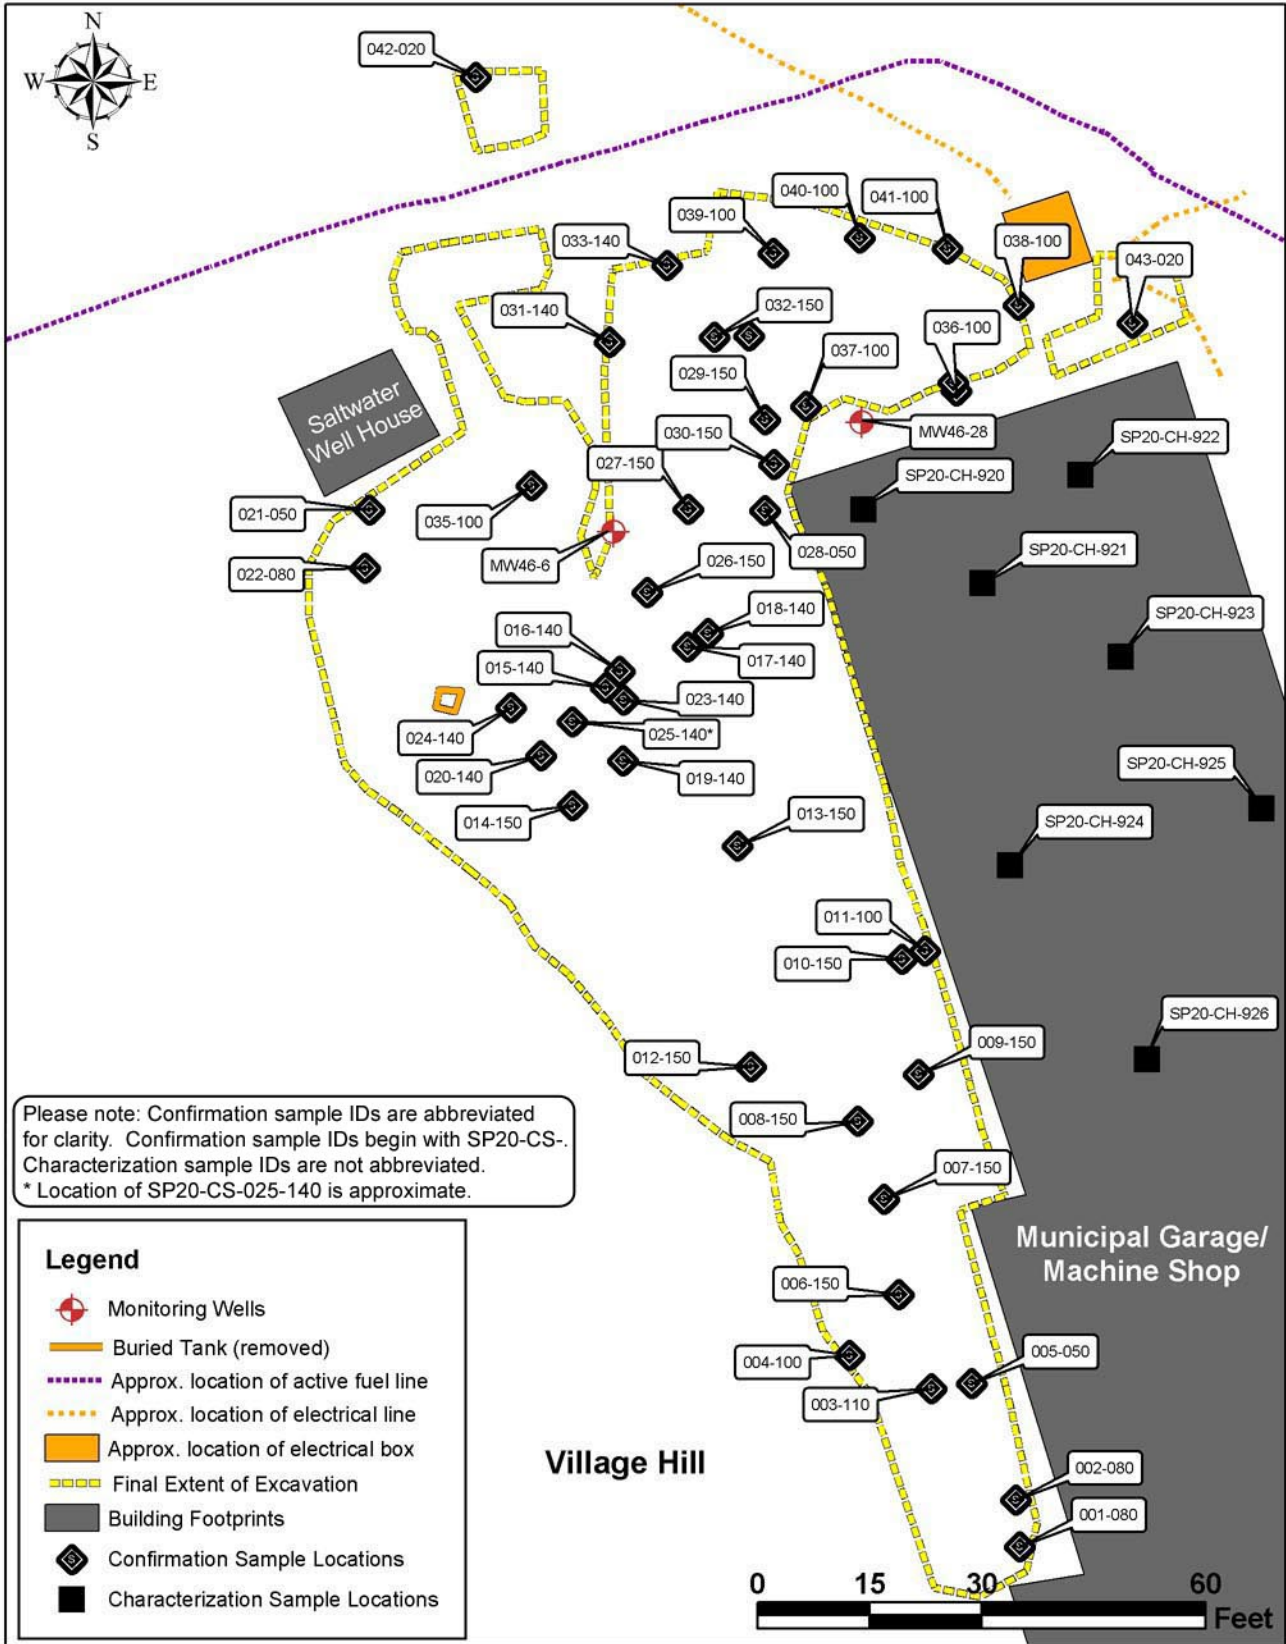 N
W
E
S
042-020
040-100
041-100
039-100
033-140
038-100
043-020
031-140
032-150
036-100
037-100
029-150
Saltwater
Well House
030-150
MW46-28
SP20-CH-922
027-150
SP20-CH-920
021-050
035-100
028-050
SP20-CH-921
MW46-6
026-150
022-080
018-140
SP20-CH-923
016-140
017-140
015-140
023-140
024-140
025-140*
020-140
019-140
SP20-CH-925
014-150
013-150
SP20-CH-924
011-100
010-150
SP20-CH-926
009-150
012-150
008-150
007-150
Please note: Confirmation sample IDs are abbreviated
for clarity. Confirmation sample IDs begin with SP20-CS-.
Characterization sample IDs are not abbreviated.
* Location of SP20-CS-025-140 is approximate.
Municipal Garage/
Machine Shop
006-150
004-100
005-050
003-110
Village Hill
002-080
001-080
Legend
Monitoring Wells
Buried Tank (removed)
Approx. location of active fuel line
Approx. location of electrical line
Approx. location of electrical box
Final Extent of Excavation
Building Footprints
Confirmation Sample Locations
Characterization Sample Locations
0 15 30 60
Feet